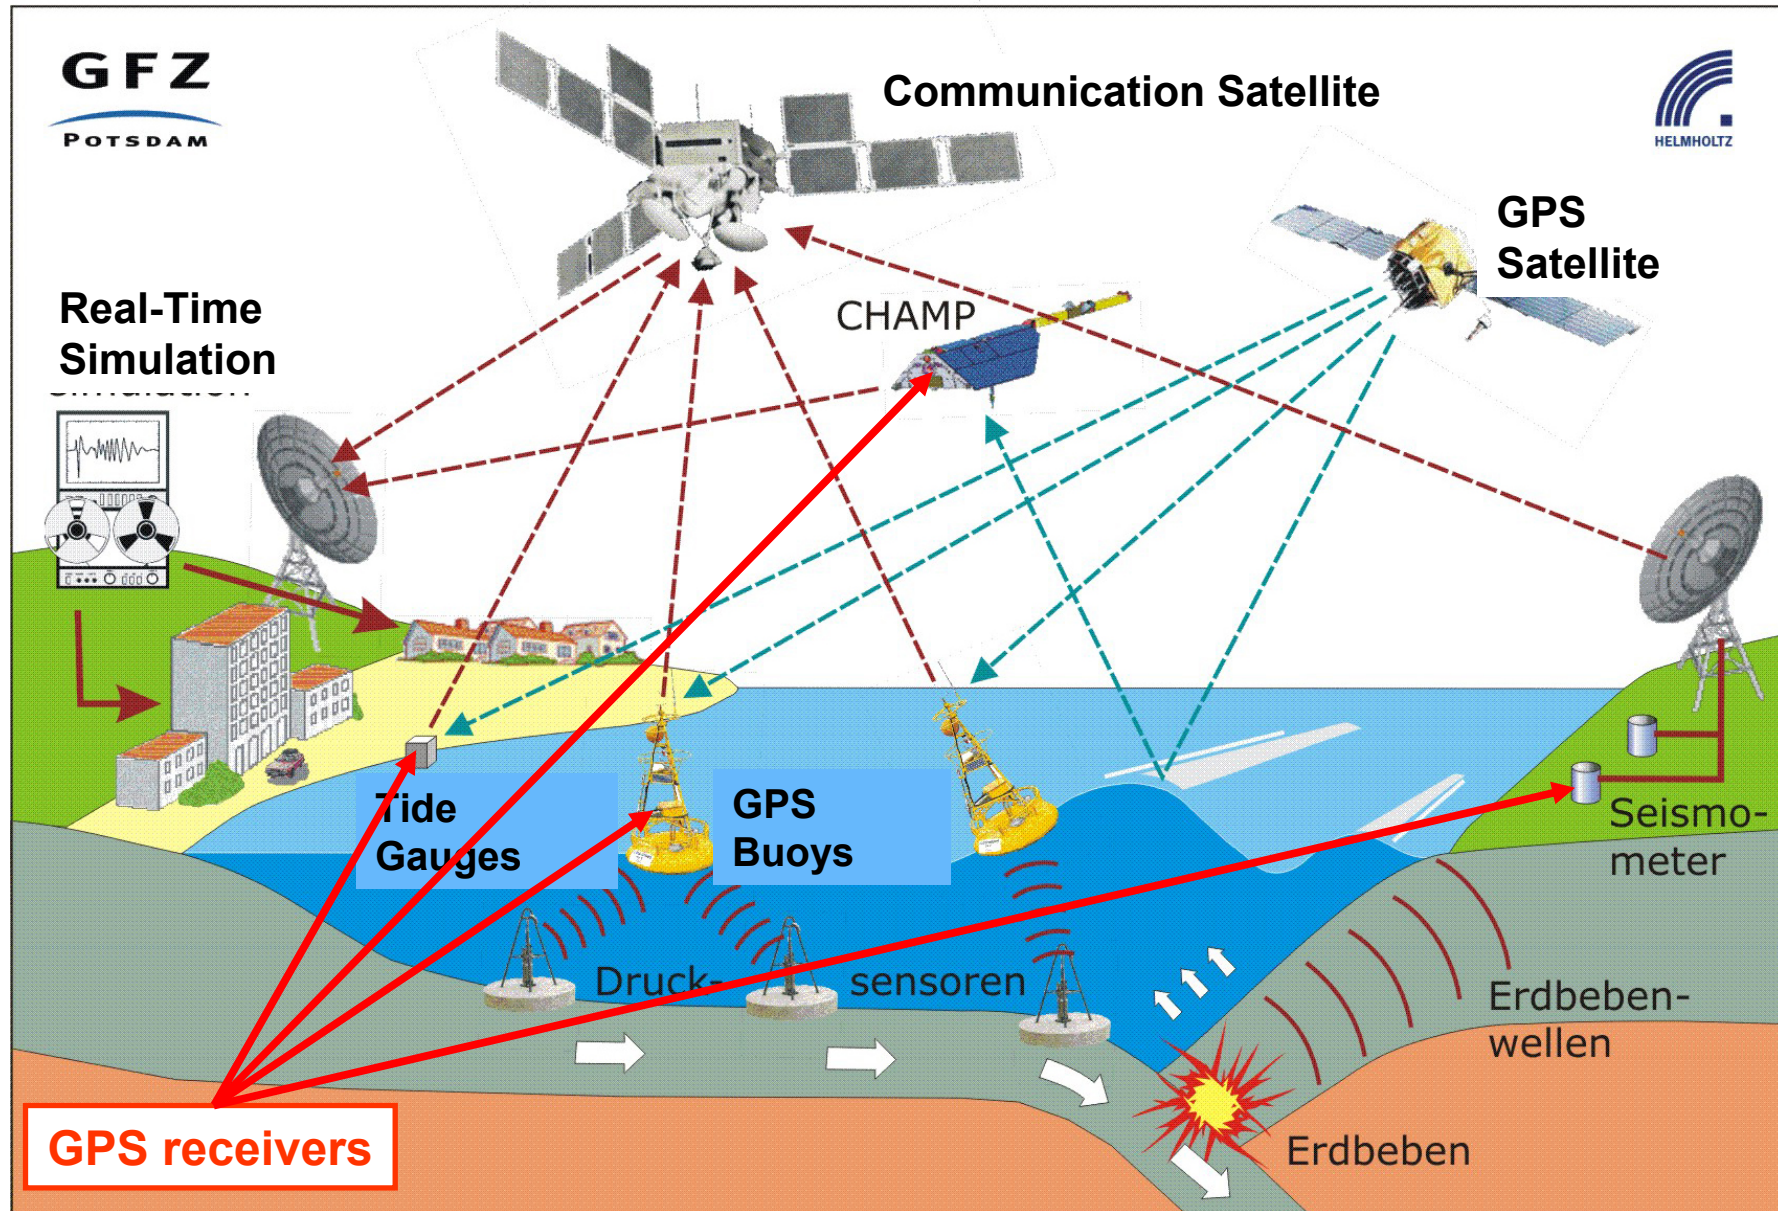 GFZ
POTSDAM
Communication Satellite
HELMHOLTZ
GPS
Satellite
CHAMP
Real-Time
Simulation
Tide
Gauges
GPS
Buoys
Seismo-
meter
Druck-
sensoren
Erdbeben-
wellen
Erdbeben
GPS receivers